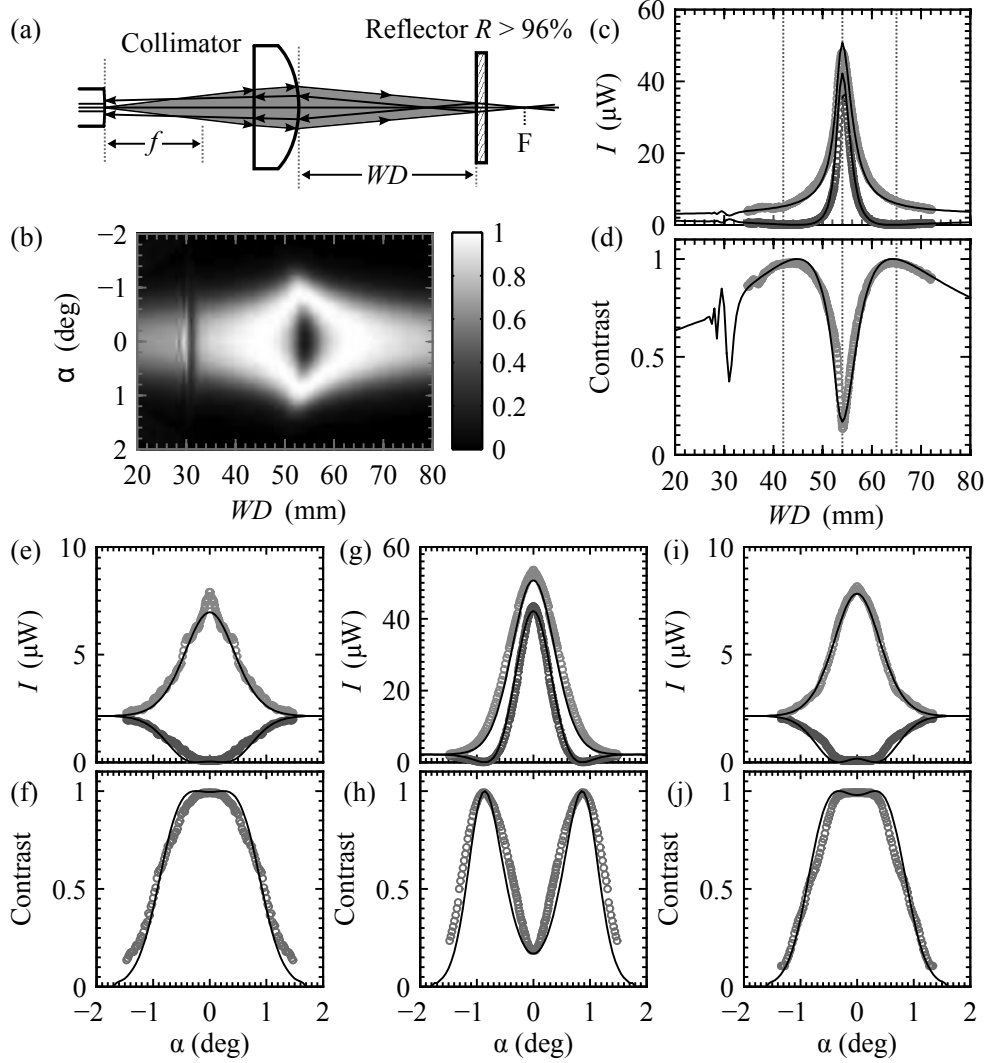 (a)
Collimator
Reflector R > 96%
f
WD
F
(b)
−2
−1
0
1
2
α (deg)
20 30 40 50 60 70 80
WD (mm)
1
0.8
0.6
0.4
0.2
0
(c)
60
40
20
0
I (μW)
(d)
1
0.5
0
Contrast
20 30 40 50 60 70 80
WD (mm)
(e)
10
5
0
I (μW)
(g)
60
40
20
0
I (μW)
(i)
10
5
0
I (μW)
(f)
1
0.5
0
Contrast
−2 −1 0 1 2
α (deg)
(h)
1
0.5
0
Contrast
−2 −1 0 1 2
α (deg)
(j)
1
0.5
0
Contrast
−2 −1 0 1 2
α (deg)